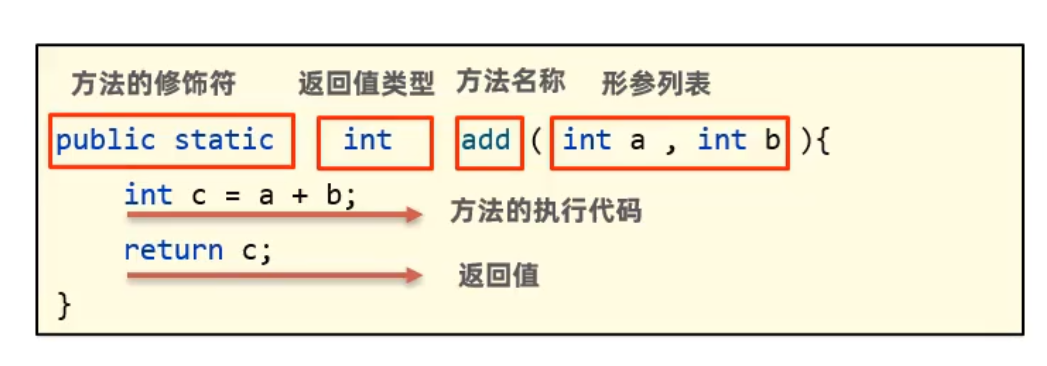 方法的修饰符 返回值类型 方法名称 形参列表
public static int add ( int a , int b ){
int c = a + b; 方法的执行代码
return c; 返回值
}